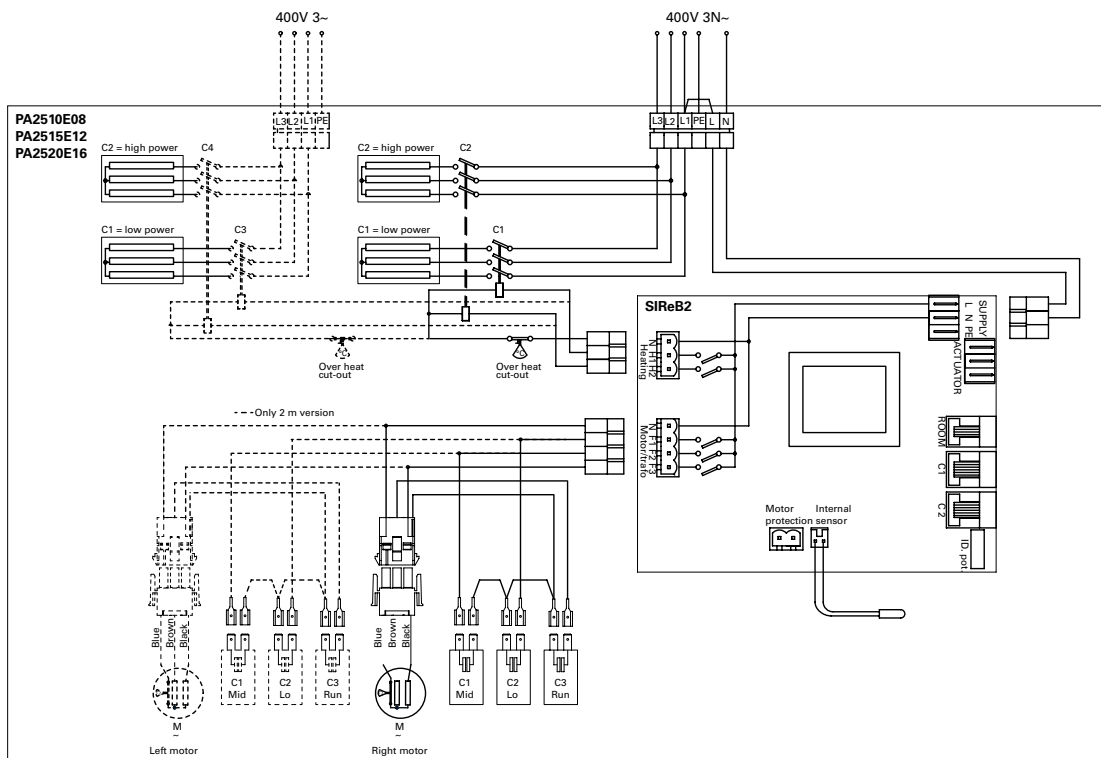 400V 3~
400V 3N~
PA2510E08
PA2515E12
PA2520E16
L3 L2 L1 PE
L3 L2 L1 PE L N
C2 = high power
C4
C2 = high power
C2
C1 = low power
C3
C1 = low power
C1
SIReB2
L N PE
SUPPLY
ACTUATOR
°C
Over heat
cut-out
°C
Over heat
cut-out
N H1 H2
Heating
---Only 2 m version
N F1 F2 F3
Motor/trafo
ROOM
C1
C 2
ID. pot.
Motor
protection
Internal
sensor
Blue
Brown
Black
Blue
Brown
Black
C1
Mid
C2
Lo
C3
Run
C1
Mid
C2
Lo
C3
Run
M
~
Left motor
M
~
Right motor